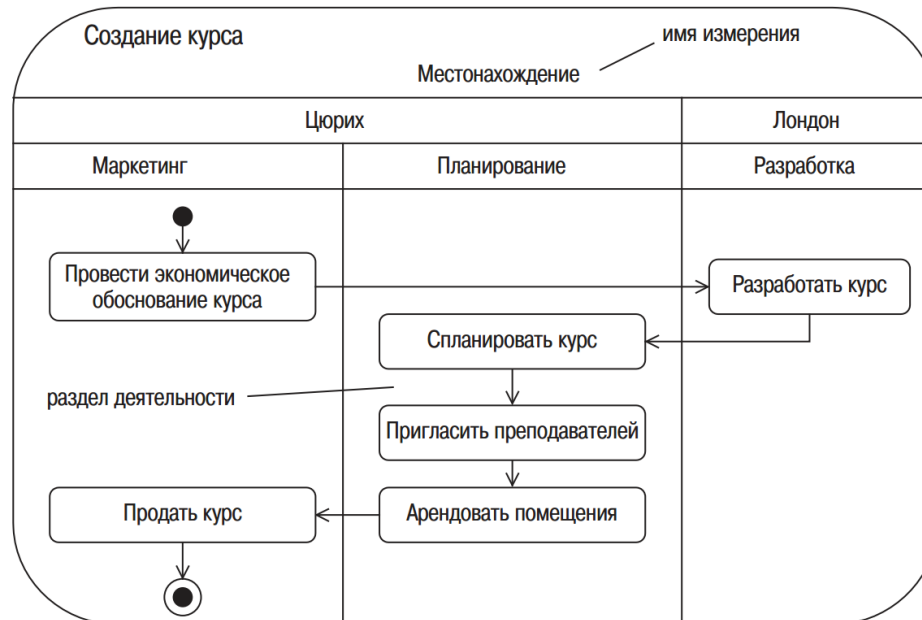 Создание курса
имя измерения
Местонахождение
Цюрих
Лондон
Маркетинг
Планирование
Разработка
Провести экономическое
обоснование курса
Разработать курс
Спланировать курс
раздел деятельности
Пригласить преподавателей
Продать курс
Арендовать помещения